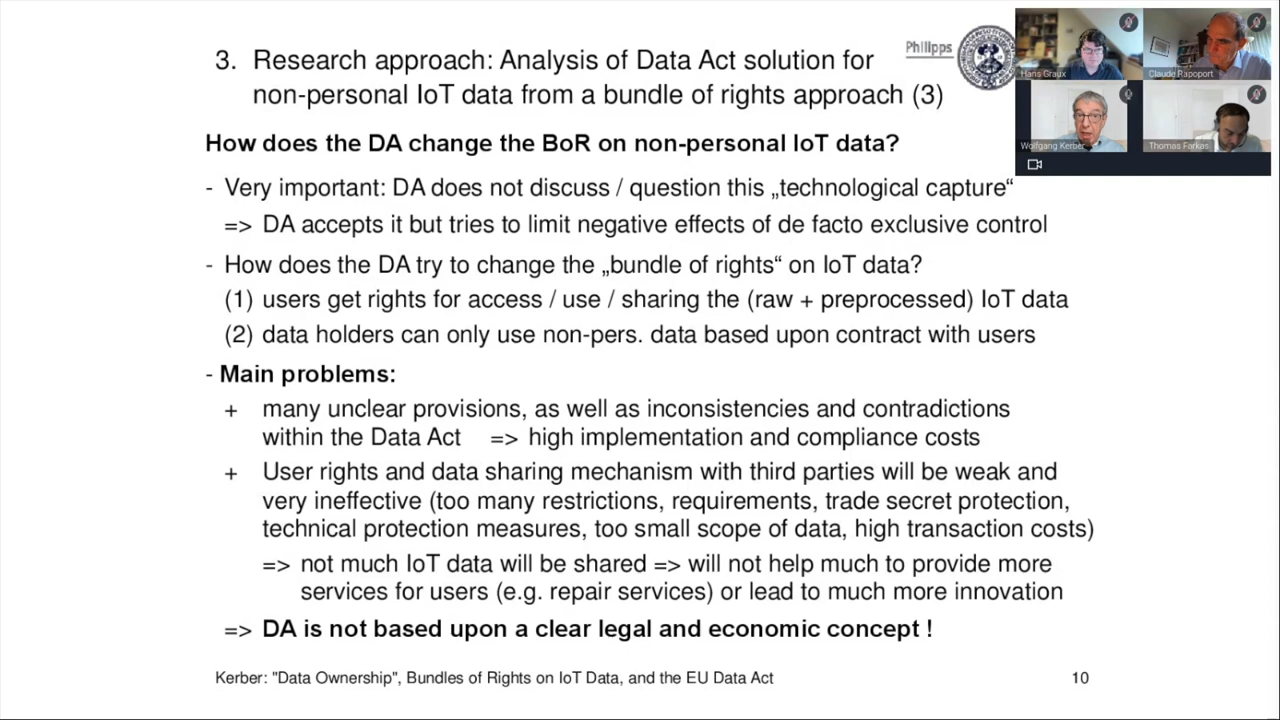 3. Research approach: Analysis of Data Act solution for
non-personal IoT data from a bundle of rights approach (3)
Philipps
Hans Graux
Claude Rapoport
Wolfgang Kerber
Thomas Farkas
How does the DA change the BoR on non-personal IoT data?
- Very important: DA does not discuss / question this „technological capture“
=> DA accepts it but tries to limit negative effects of de facto exclusive control
- How does the DA try to change the „bundle of rights“ on IoT data?
(1) users get rights for access / use / sharing the (raw + preprocessed) IoT data
(2) data holders can only use non-pers. data based upon contract with users
- Main problems:
+ many unclear provisions, as well as inconsistencies and contradictions
within the Data Act => high implementation and compliance costs
+ User rights and data sharing mechanism with third parties will be weak and
very ineffective (too many restrictions, requirements, trade secret protection,
technical protection measures, too small scope of data, high transaction costs)
=> not much IoT data will be shared => will not help much to provide more
services for users (e.g. repair services) or lead to much more innovation
=> DA is not based upon a clear legal and economic concept !
Kerber: "Data Ownership", Bundles of Rights on IoT Data, and the EU Data Act 10